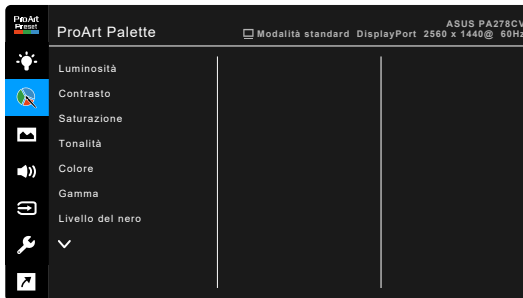 ProArt
Preset
ProArt Palette
ASUS PA278CV
Modalità standard DisplayPort 2560 x 1440@ 60Hz
Luminosità
Contrasto
Saturazione
Tonalità
Colore
Gamma
Livello del nero